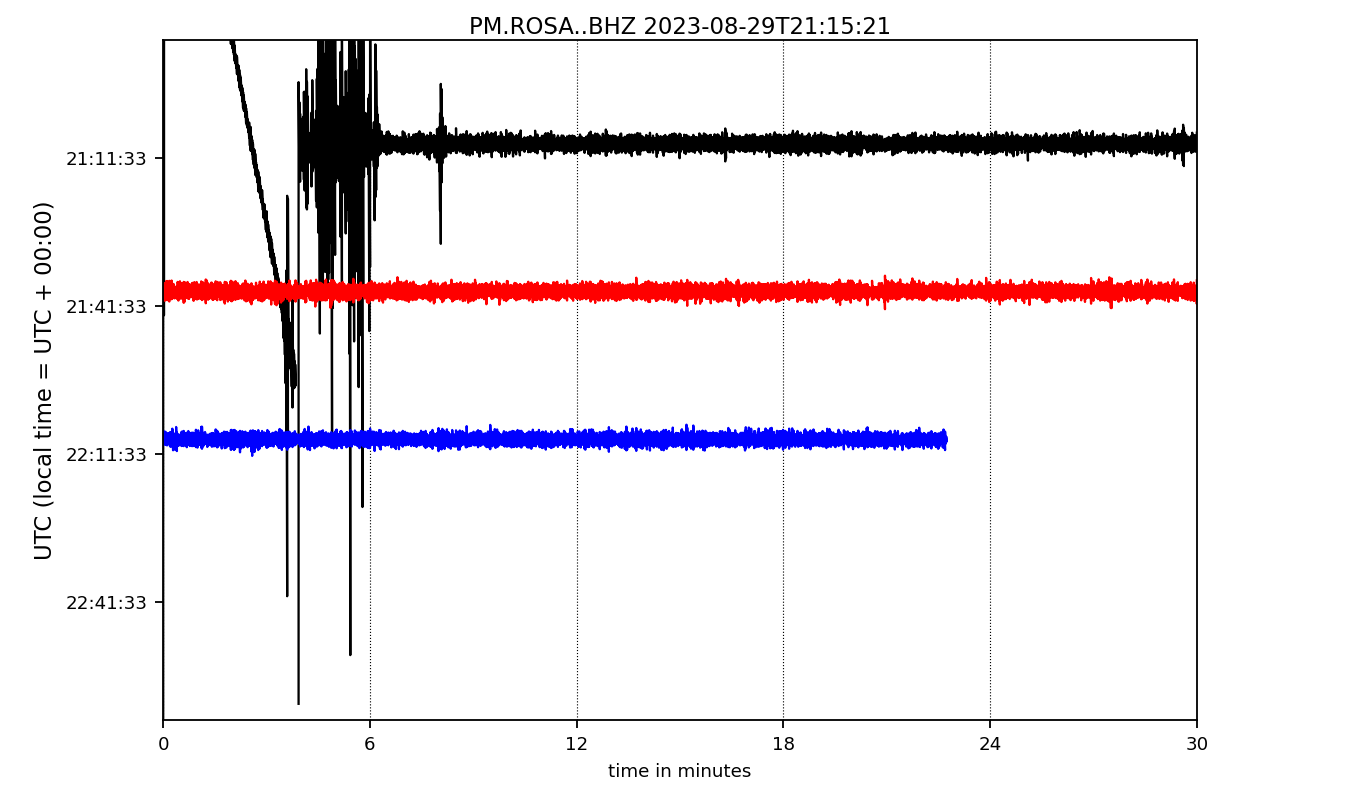 PM.ROSA..BHZ 2023-08-29T21:15:21
UTC (local time = UTC + 00:00)
21:11:33
21:41:33
22:11:33
22:41:33
0 6 12 18 24 30
time in minutes